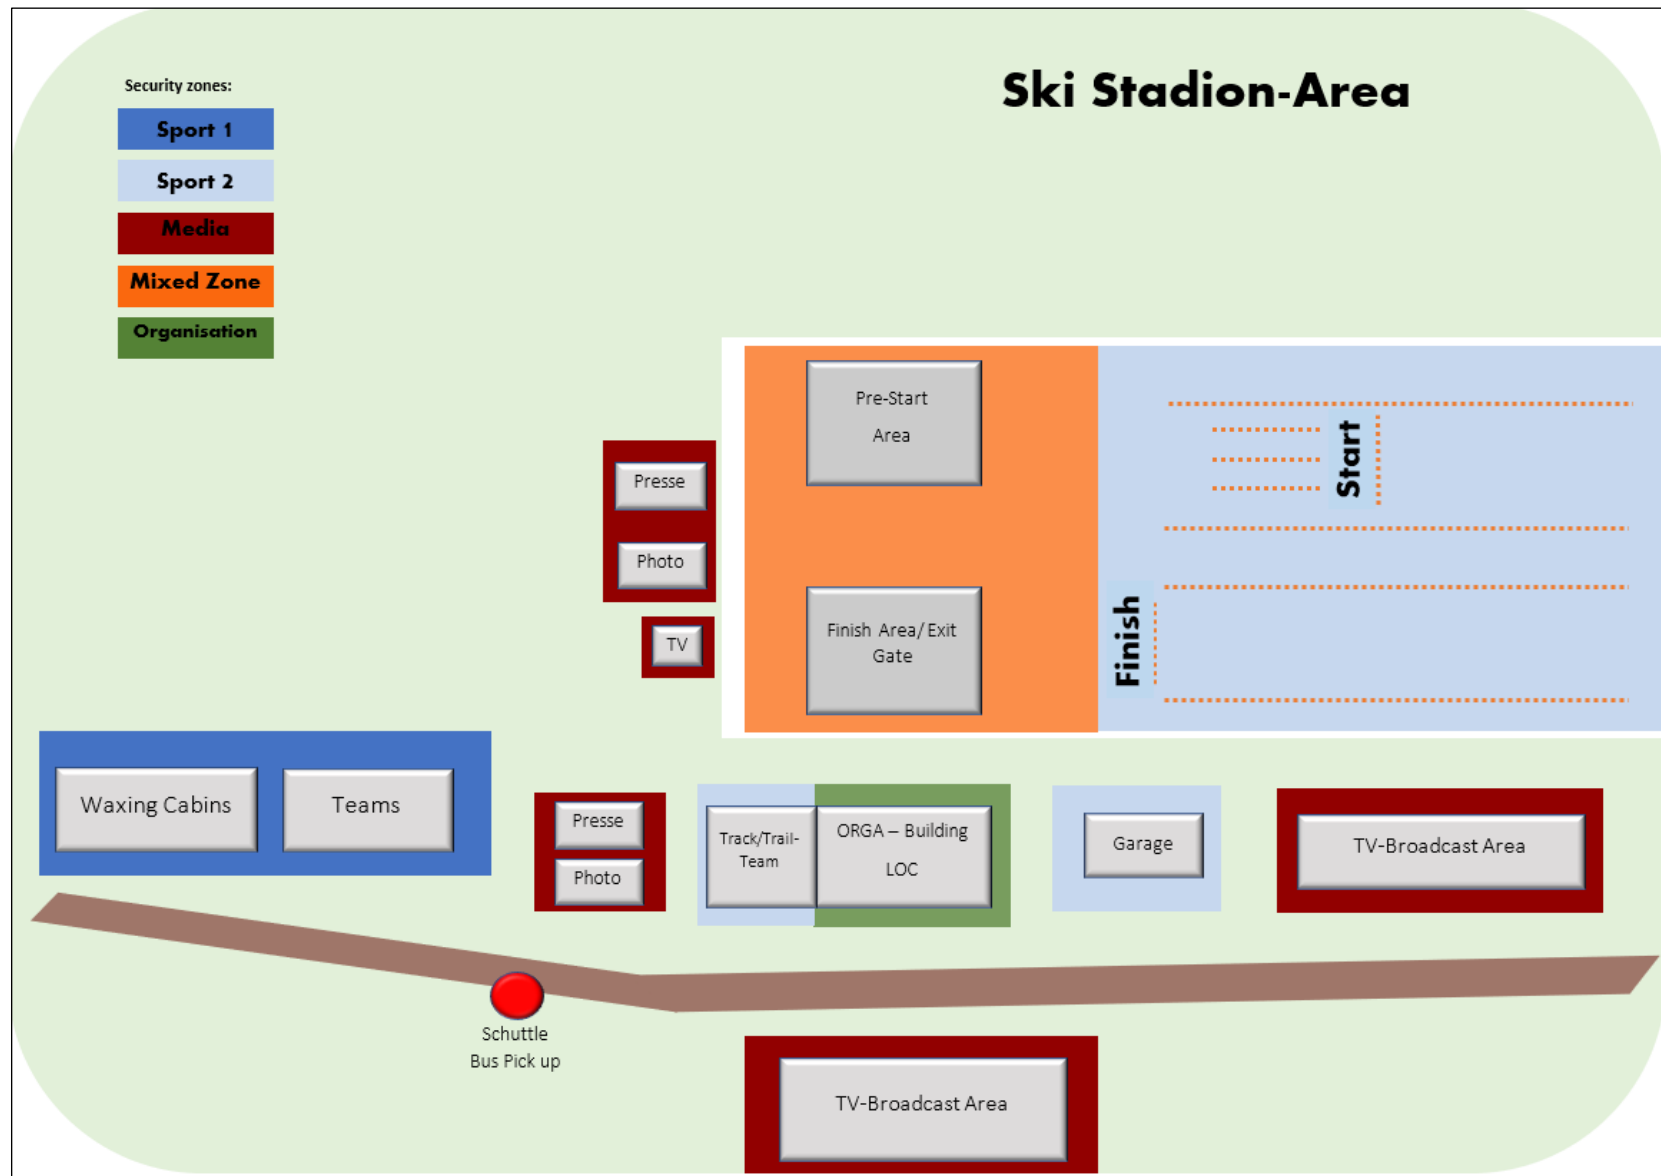 Security zones:
Ski Stadion-Area
Sport 1
Sport 2
Media
Mixed Zone
Organisation
Pre-Start
Area
Start
Presse
Photo
TV
Finish Area/Exit
Gate
Finish
Waxing Cabins
Teams
Presse
Photo
Track/Trail-
Team
ORGA – Building
LOC
Garage
TV-Broadcast Area
Schuttle
Bus Pick up
TV-Broadcast Area